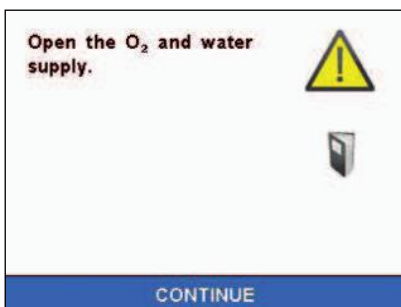 Open the O₂ and water
supply.
CONTINUE